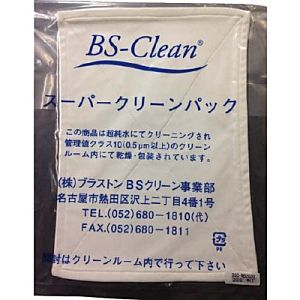 BS-Clean®
スーパークリーンパック
この商品は超純水にてクリーニングされ
管理値クラス10(0.5μm以上)のクリーン
ルーム内にて乾燥・包装されています。
(株)ブラストンBSクリーン事業部
名古屋市熱田区沢上二丁目4番1号
TEL.(052)680-1810(代)
FAX.(052)680-1811
封はクリーンルーム内で行って下さい